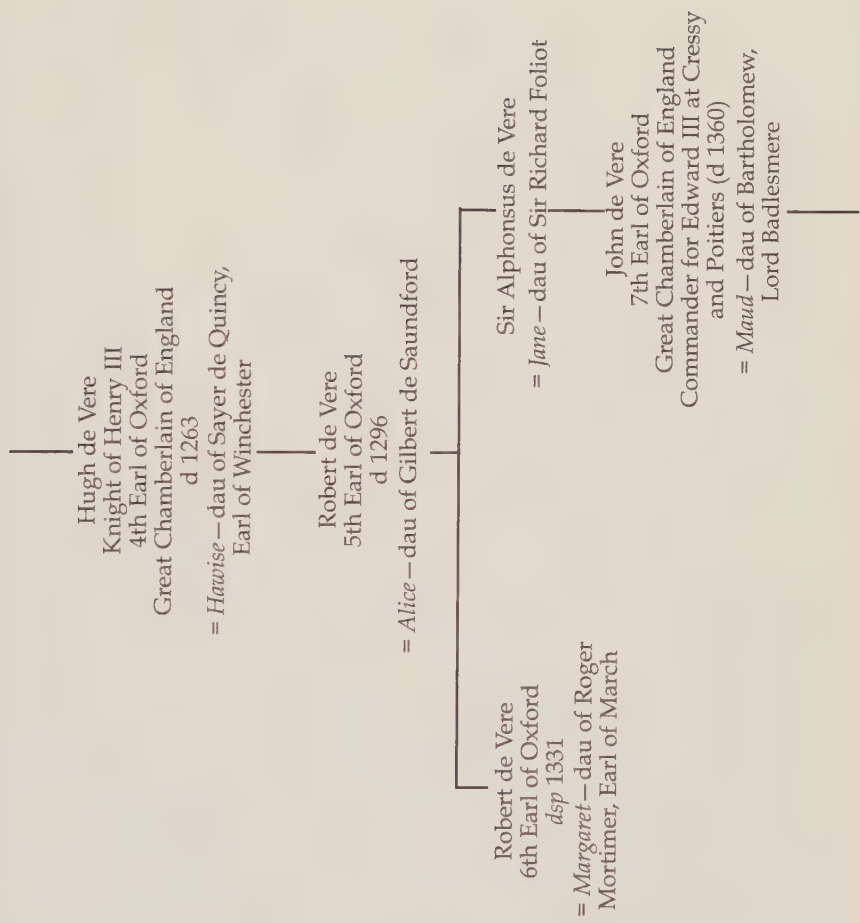 Hugh de Vere
Knight of Henry III
4th Earl of Oxford
Great Chamberlain of England
d 1263
= Hawise — dau of Sayer de Quincy,
Earl of Winchester
Robert de Vere
5th Earl of Oxford
d 1296
= Alice — dau of Gilbert de Saundford
Robert de Vere
6th Earl of Oxford
dsp 1331
= Margaret — dau of Roger
Mortimer, Earl of March
Sir Alphonsus de Vere
= Jane — dau of Sir Richard Foliot
John de Vere
7th Earl of Oxford
Great Chamberlain of England
Commander for Edward III at Cressy
and Poitiers (d 1360)
= Maud — dau of Bartholomew,
Lord Badlesmere